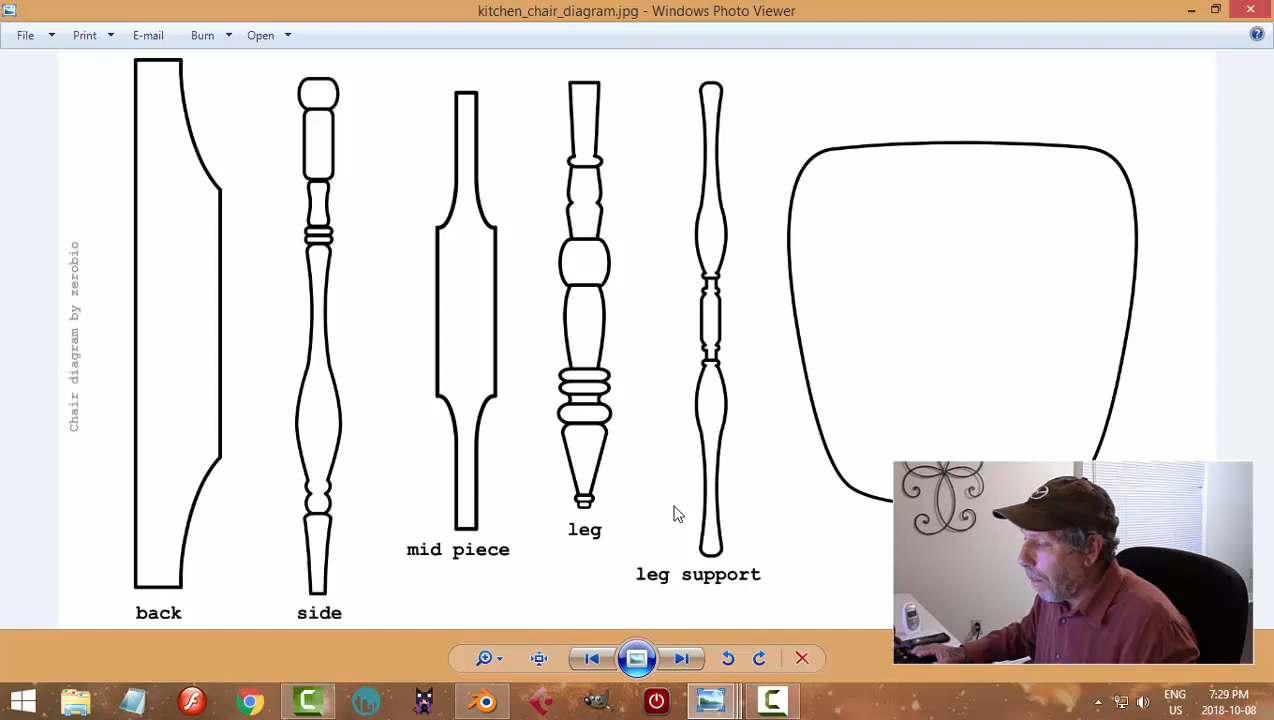 kitchen_chair_diagram.jpg - Windows Photo Viewer
File Print E-mail Burn Open
Chair diagram by zerobio
back
side
mid piece
leg
leg support
ENG
US
7:29 PM
2018-10-08